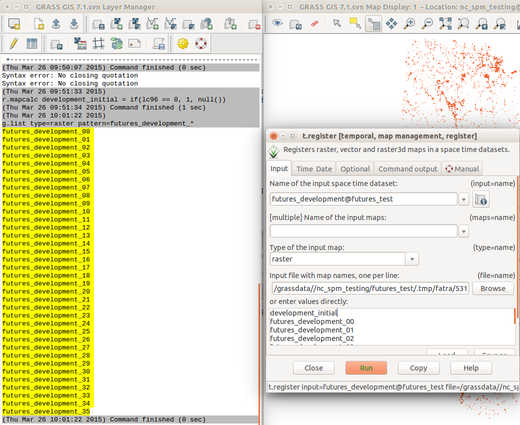 GRASS GIS 7.1.svn Layer Manager
(Thu Mar 26 09:50:07 2015) Command finished (0 sec)
Syntax error: No closing quotation
Syntax error: No closing quotation
(Thu Mar 26 09:51:33 2015)
r.mapcalc development_initial = if(lc96 == 0, 1, null())
(Thu Mar 26 09:51:34 2015) Command finished (1 sec)
(Thu Mar 26 10:01:22 2015)
g.list type=raster pattern=futures_development_*
futures_development_00
futures_development_01
futures_development_02
futures_development_03
futures_development_04
futures_development_05
futures_development_06
futures_development_07
futures_development_08
futures_development_09
futures_development_10
futures_development_11
futures_development_12
futures_development_13
futures_development_14
futures_development_15
futures_development_16
futures_development_17
futures_development_18
futures_development_19
futures_development_20
futures_development_21
futures_development_22
futures_development_23
futures_development_24
futures_development_25
futures_development_26
futures_development_27
futures_development_28
futures_development_29
futures_development_30
futures_development_31
futures_development_32
futures_development_33
futures_development_34
futures_development_35
(Thu Mar 26 10:01:22 2015) Command finished (0 sec)
GRASS GIS 7.1.svn Map Display: 1 - Location: nc_spm_testing@
t.register [temporal, map management, register]
Registers raster, vector and raster3d maps in a space time datasets.
Input Time_Date Optional Command output Manual
Name of the input space time dataset: (input=name)
futures_development@futures_test
[multiple] Name of the input maps: (maps=name)
Type of the input map: (type=name)
raster
Input file with map names, one per line: (file=name)
/grassdata//nc_spm_testing/futures_test/.tmp/fatra/531 Browse
or enter values directly:
development_initial
futures_development_00
futures_development_01
futures_development_02
Close Run Copy Help
t.register input=futures_development@futures_test file=/grassdata//nc_sp